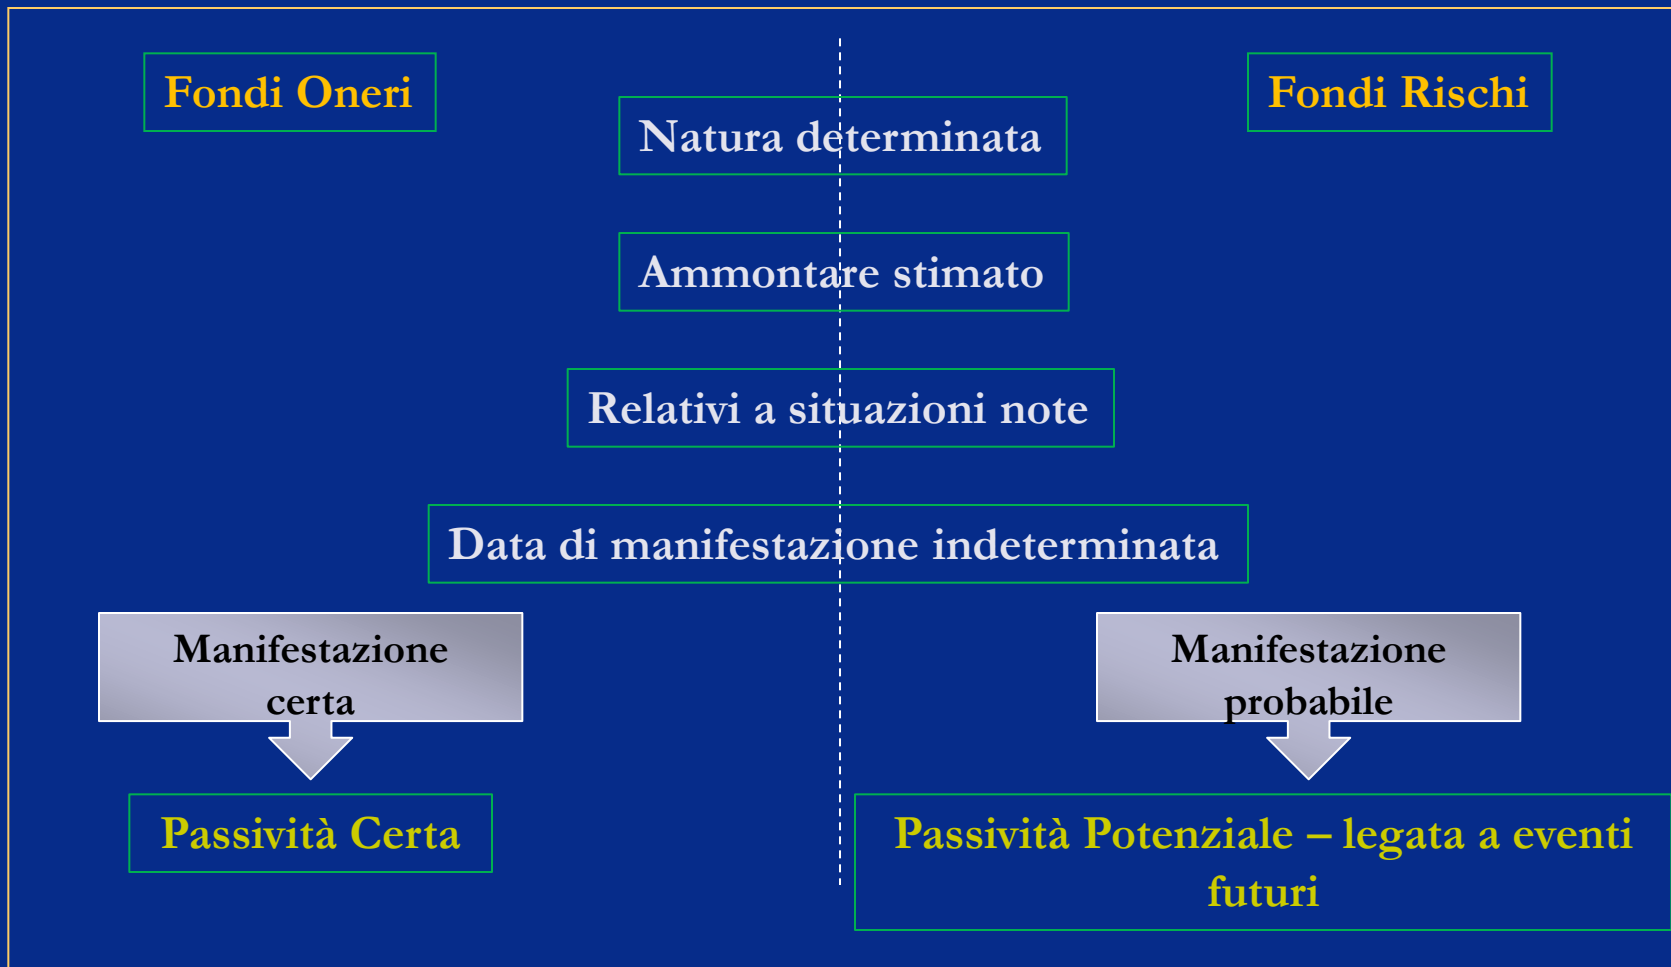 Fondi Oneri
Fondi Rischi
Natura determinata
Ammontare stimato
Relativi a situazioni note
Data di manifestazione indeterminata
Manifestazione
certa
Manifestazione
probabile
Passività Certa
Passività Potenziale – legata a eventi
futuri